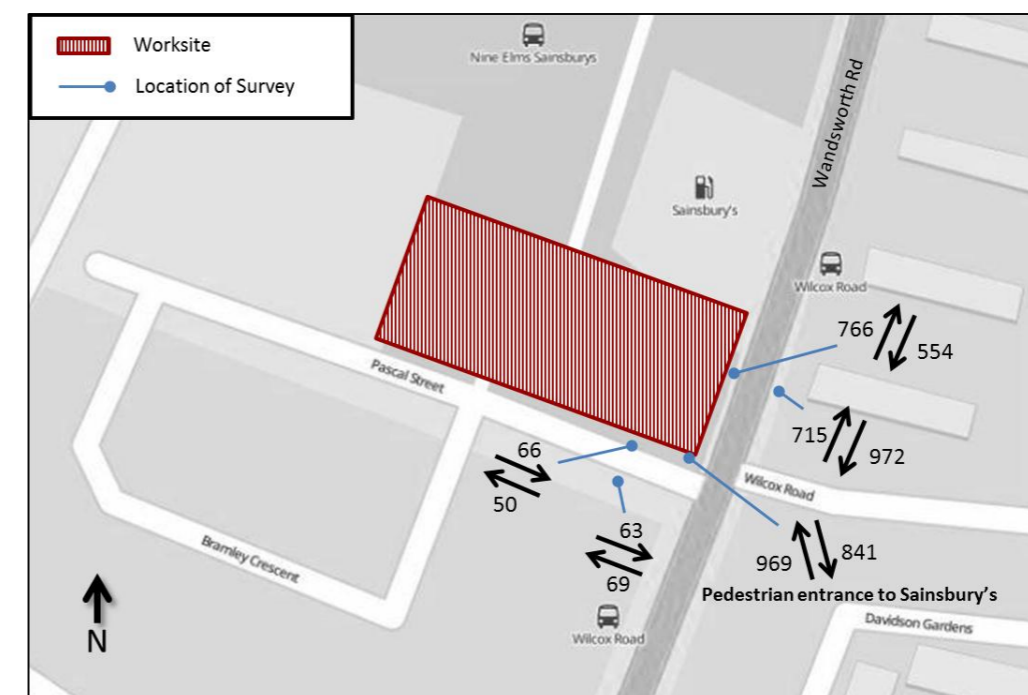 Worksite
Location of Survey
Nine Elms Sainsburys
Wandsworth Rd
Sainsbury's
Wilcox Road
766
554
Pascal Street
715
972
66
50
Wilcox Road
63
69
969
841
Pedestrian entrance to Sainsbury's
Bramley Crescent
N
Wilcox Road
Davidson Gardens